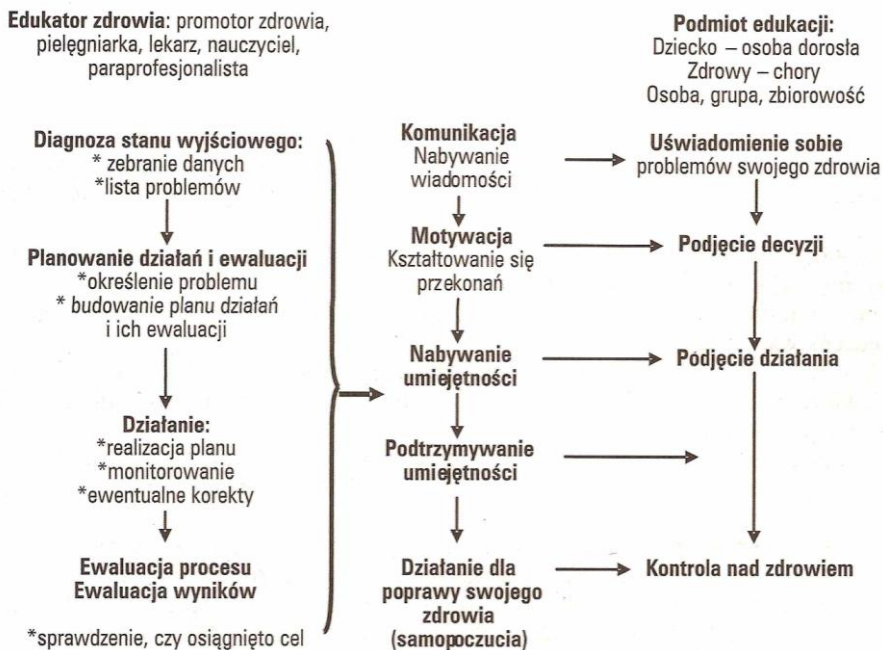 Edukator zdrowia: promotor zdrowia,
pielęgniarka, lekarz, nauczyciel,
paraprofesjonalista
Podmiot edukacji:
Dziecko – osoba dorosła
Zdrowy – chory
Osoba, grupa, zbiorowość
Diagnoza stanu wyjściowego:
* zebranie danych
*lista problemów
Planowanie działań i ewaluacji
*określenie problemu
* budowanie planu działań
i ich ewaluacji
Działanie:
*realizacja planu
*monitorowanie
*ewentualne korekty
Ewaluacja procesu
Ewaluacja wyników
*sprawdzenie, czy osiągnięto cel
Komunikacja
Nabywanie
wiadomości
Motywacja
Kształtowanie się
przekonań
Nabywanie
umiejętności
Podtrzymywanie
umiejętności
Działanie dla
poprawy swojego
zdrowia
(samopoczucia)
Uświadomienie sobie
problemów swojego zdrowia
Podjęcie decyzji
Podjęcie działania
Kontrola nad zdrowiem